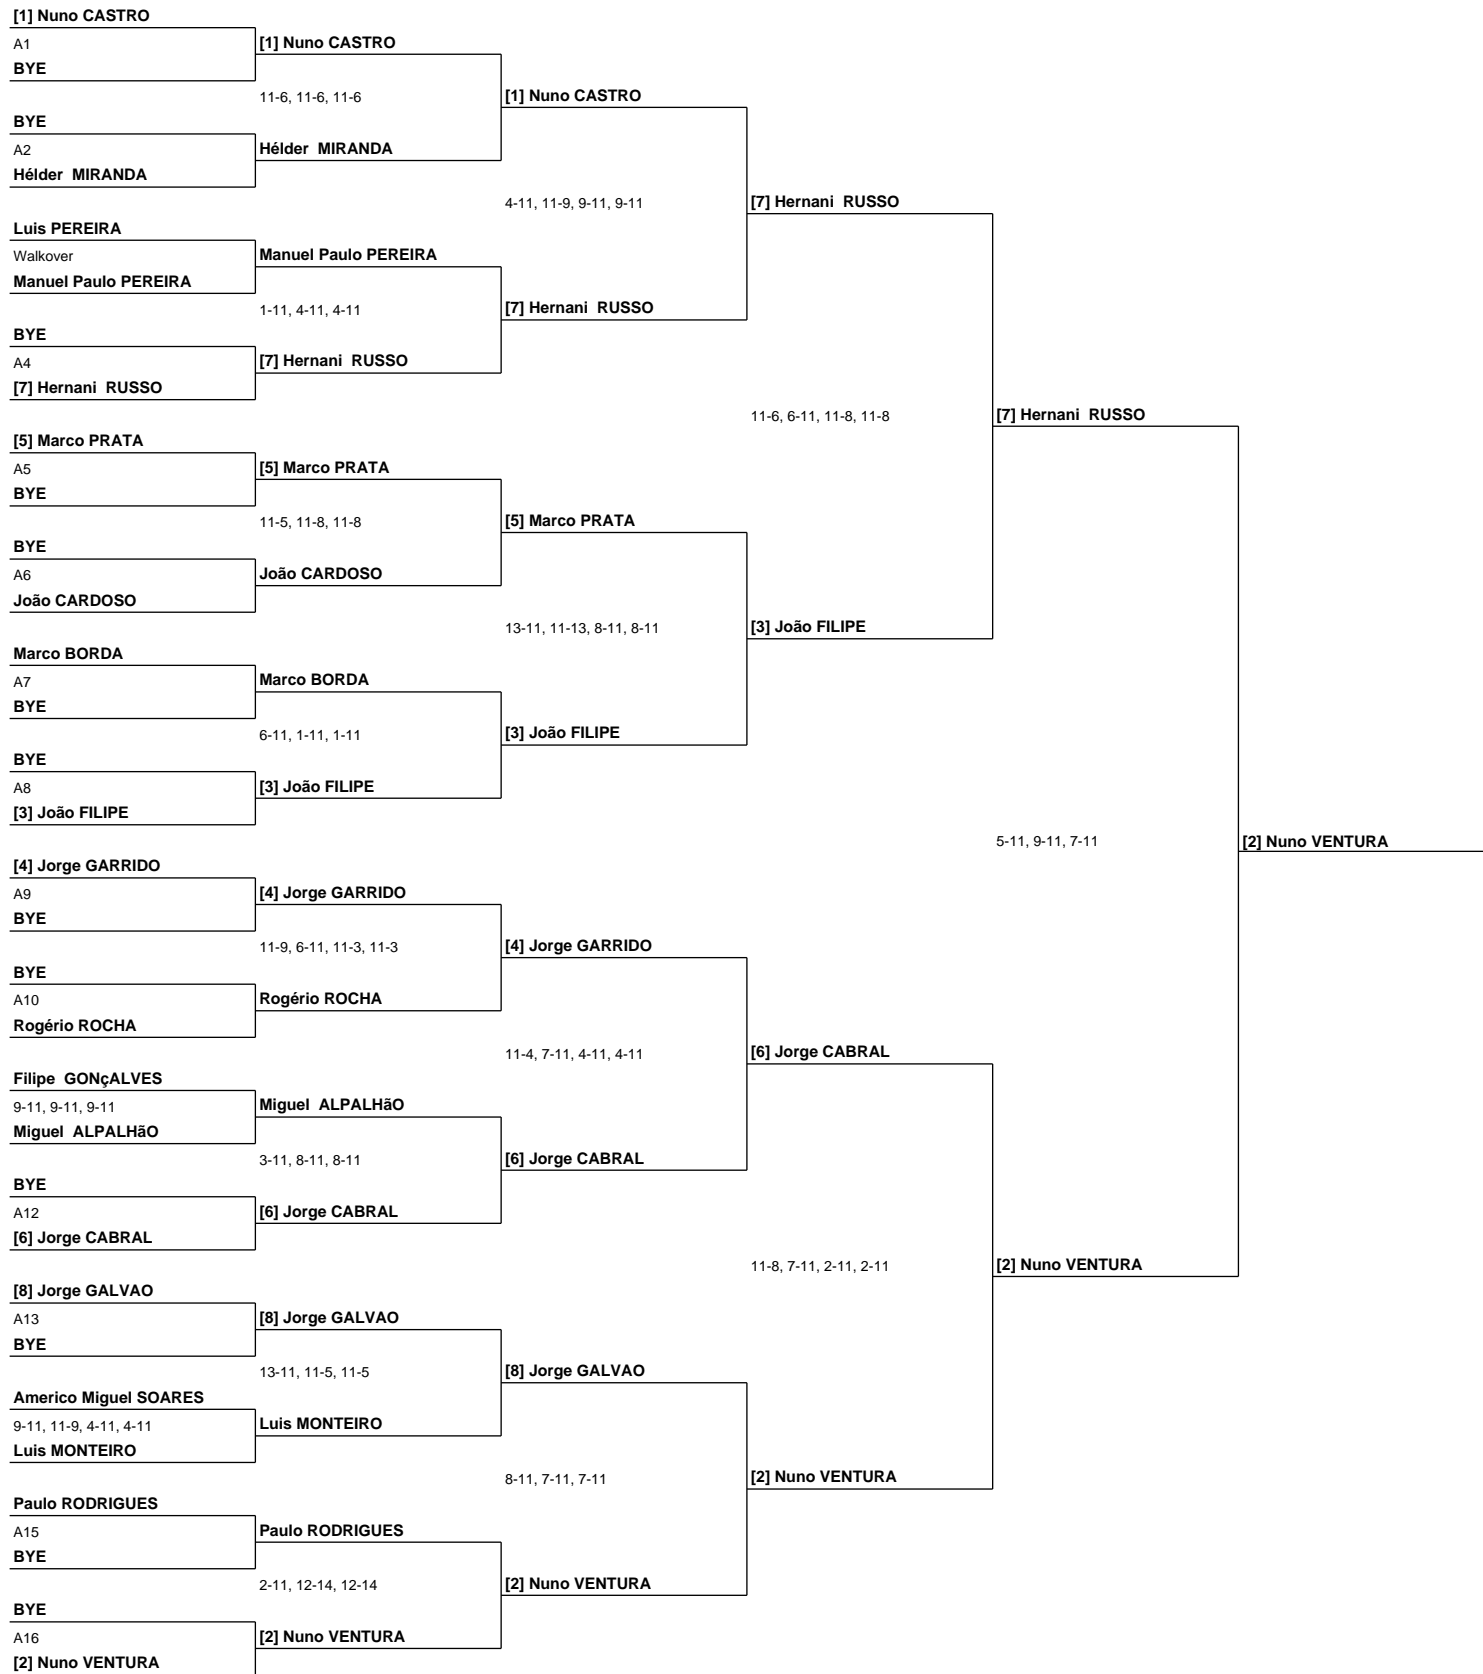 [1] Nuno CASTRO
A1
[1] Nuno CASTRO
BYE
11-6, 11-6, 11-6
[1] Nuno CASTRO
BYE
A2
Hélder MIRANDA
Hélder MIRANDA
4-11, 11-9, 9-11, 9-11
[7] Hernani RUSSO
Luis PEREIRA
Walkover
Manuel Paulo PEREIRA
Manuel Paulo PEREIRA
1-11, 4-11, 4-11
[7] Hernani RUSSO
BYE
A4
[7] Hernani RUSSO
[7] Hernani RUSSO
11-6, 6-11, 11-8, 11-8
[7] Hernani RUSSO
[5] Marco PRATA
A5
[5] Marco PRATA
BYE
11-5, 11-8, 11-8
[5] Marco PRATA
BYE
A6
João CARDOSO
João CARDOSO
13-11, 11-13, 8-11, 8-11
[3] João FILIPE
Marco BORDA
A7
Marco BORDA
BYE
6-11, 1-11, 1-11
[3] João FILIPE
BYE
A8
[3] João FILIPE
[3] João FILIPE
5-11, 9-11, 7-11
[2] Nuno VENTURA
[4] Jorge GARRIDO
A9
[4] Jorge GARRIDO
BYE
11-9, 6-11, 11-3, 11-3
[4] Jorge GARRIDO
BYE
A10
Rogério ROCHA
Rogério ROCHA
11-4, 7-11, 4-11, 4-11
[6] Jorge CABRAL
Filipe GONçALVES
9-11, 9-11, 9-11
Miguel ALPALHãO
Miguel ALPALHãO
3-11, 8-11, 8-11
[6] Jorge CABRAL
BYE
A12
[6] Jorge CABRAL
[6] Jorge CABRAL
11-8, 7-11, 2-11, 2-11
[2] Nuno VENTURA
[8] Jorge GALVAO
A13
[8] Jorge GALVAO
BYE
13-11, 11-5, 11-5
[8] Jorge GALVAO
Americo Miguel SOARES
9-11, 11-9, 4-11, 4-11
Luis MONTEIRO
Luis MONTEIRO
8-11, 7-11, 7-11
[2] Nuno VENTURA
Paulo RODRIGUES
A15
Paulo RODRIGUES
BYE
2-11, 12-14, 12-14
[2] Nuno VENTURA
BYE
A16
[2] Nuno VENTURA
[2] Nuno VENTURA